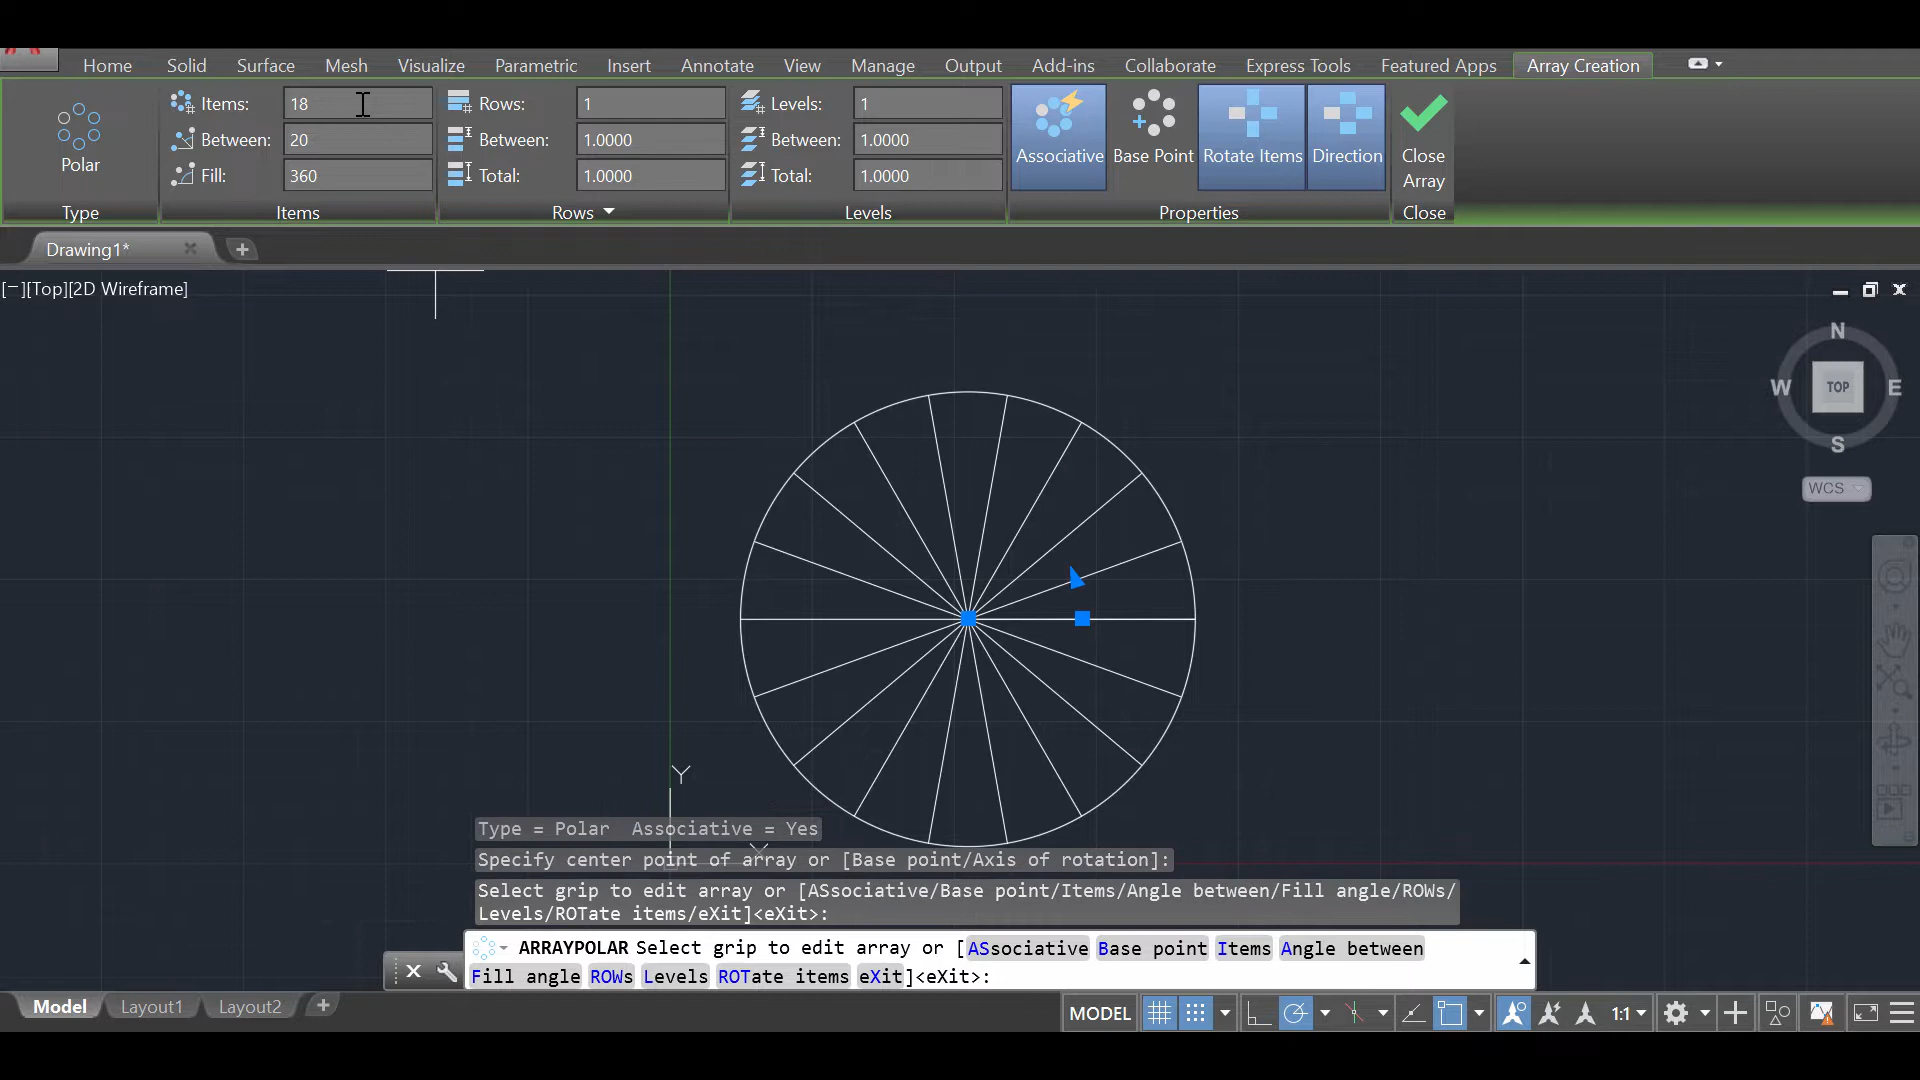 Home Solid Surface Mesh Visualize Parametric Insert Annotate View Manage Output Add-ins Collaborate Express Tools Featured Apps Array Creation
Items: 18 Rows: 1 Levels: 1
Between: 20 Between: 1.0000 Between: 1.0000
Fill: 360 Total: 1.0000 Total: 1.0000
Polar Associative Base Point Rotate Items Direction Close Array
Type Items Rows Levels Properties Close
Drawing1*
[−][Top][2D Wireframe]
N
W TOP E
S
WCS
Y
Type = Polar  Associative = Yes
Specify center point of array or [Base point/Axis of rotation]:
Select grip to edit array or [ASsociative/Base point/Items/Angle between/Fill angle/ROWs/
Levels/ROTate items/eXit]<eXit>:
ARRAYPOLAR Select grip to edit array or [ASsociative Base point Items Angle between
Fill angle ROWs Levels ROTate items eXit]<eXit>:
Model Layout1 Layout2 MODEL 1:1